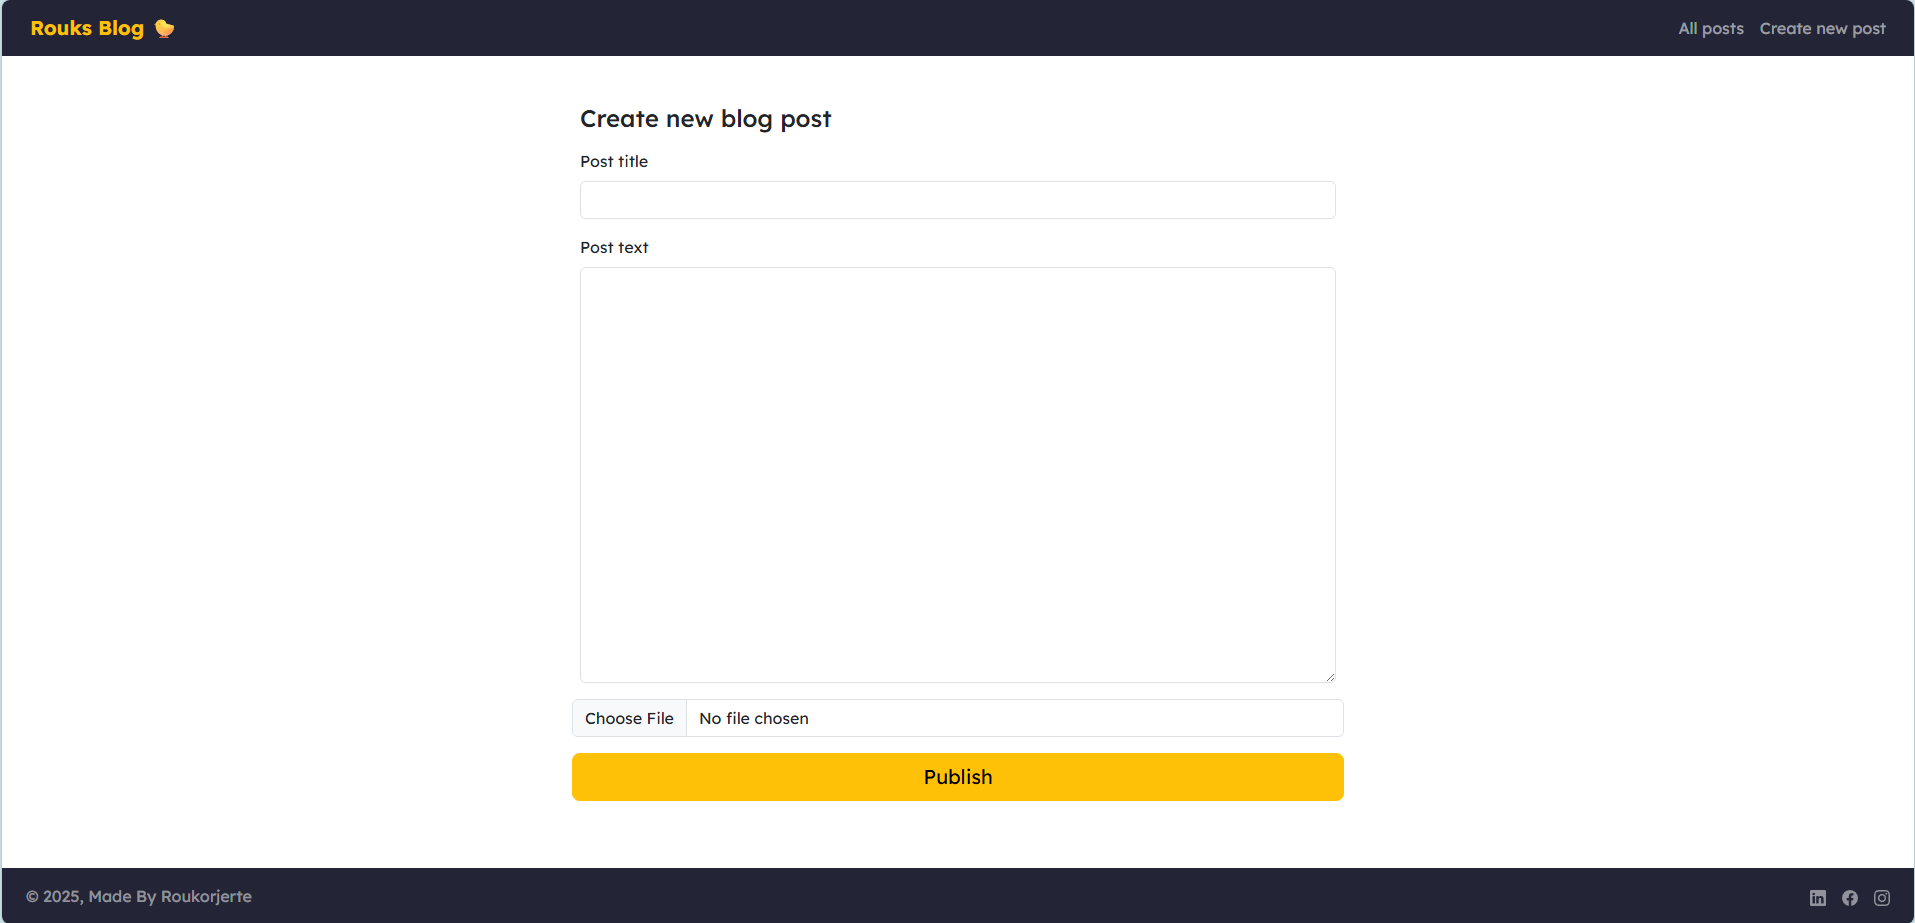 Rouks Blog 🐤
All posts Create new post
Create new blog post
Post title
Post text
Choose File No file chosen
Publish
© 2025, Made By Roukorjerte